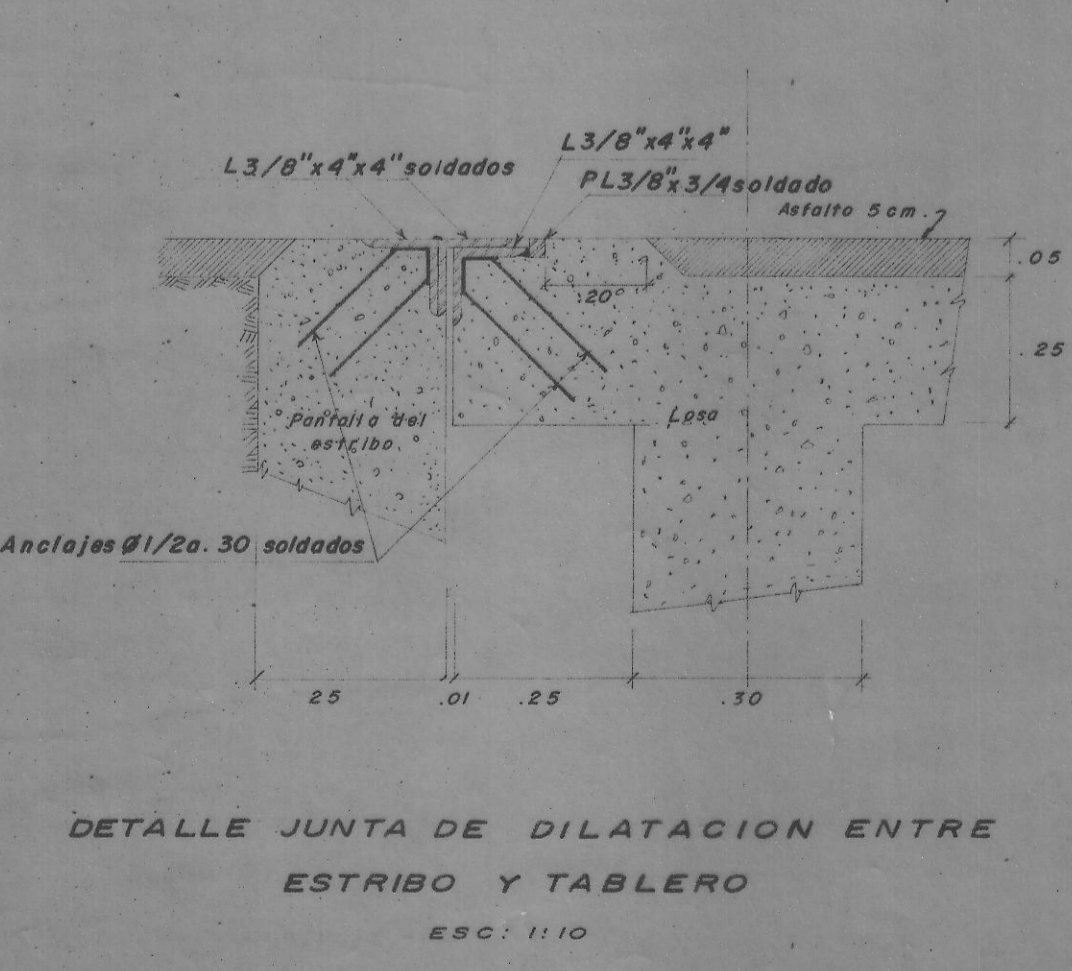 L3/8"x4"x4"
L3/8"x4"x4" soldados
PL3/8"x3/4soldado
Asfalto 5cm.
.05
.20
.25
Losa
Pantalla del
estribo.
Anclajes Ø1/2a.30 soldados
25
.01
.25
.30
DETALLE JUNTA DE DILATACION ENTRE
ESTRIBO Y TABLERO
ESC: 1:10